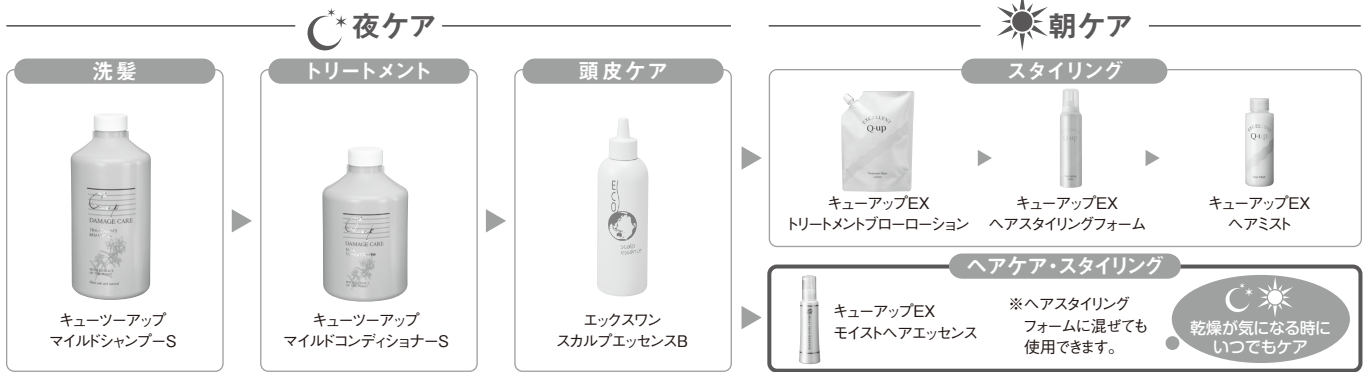 夜ケア
洗髪
DAMAGE CARE
キューツーアップ
マイルドシャンプーS
トリートメント
DAMAGE CARE
キューツーアップ
マイルドコンディショナーS
頭皮ケア
エックスワン
スカルプエッセンスB
朝ケア
スタイリング
EXCELLENT
Q-up
キューアップEX
トリートメントブローローション
Q-up
キューアップEX
ヘアスタイリングフォーム
Q-up
キューアップEX
ヘアミスト
ヘアケア・スタイリング
キューアップEX
モイストヘアエッセンス
※ヘアスタイリング
フォームに混ぜても
使用できます。
乾燥が気になる時に
いつでもケア